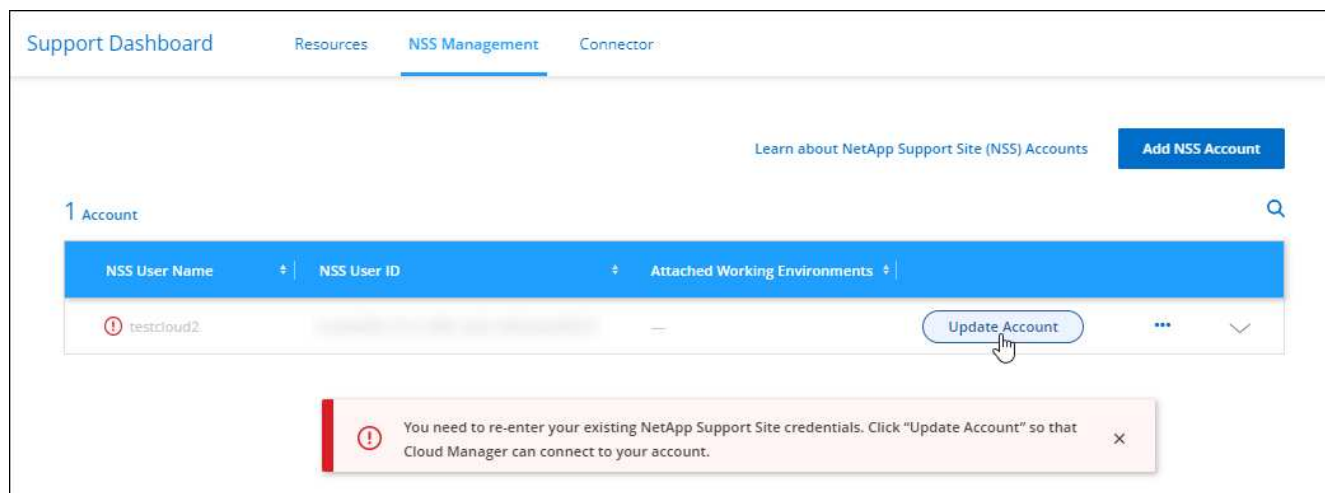 Support Dashboard Resources NSS Management Connector
Learn about NetApp Support Site (NSS) Accounts Add NSS Account
1 Account
NSS User Name NSS User ID Attached Working Environments
testcloud2 — Update Account
You need to re-enter your existing NetApp Support Site credentials. Click “Update Account” so that
Cloud Manager can connect to your account.